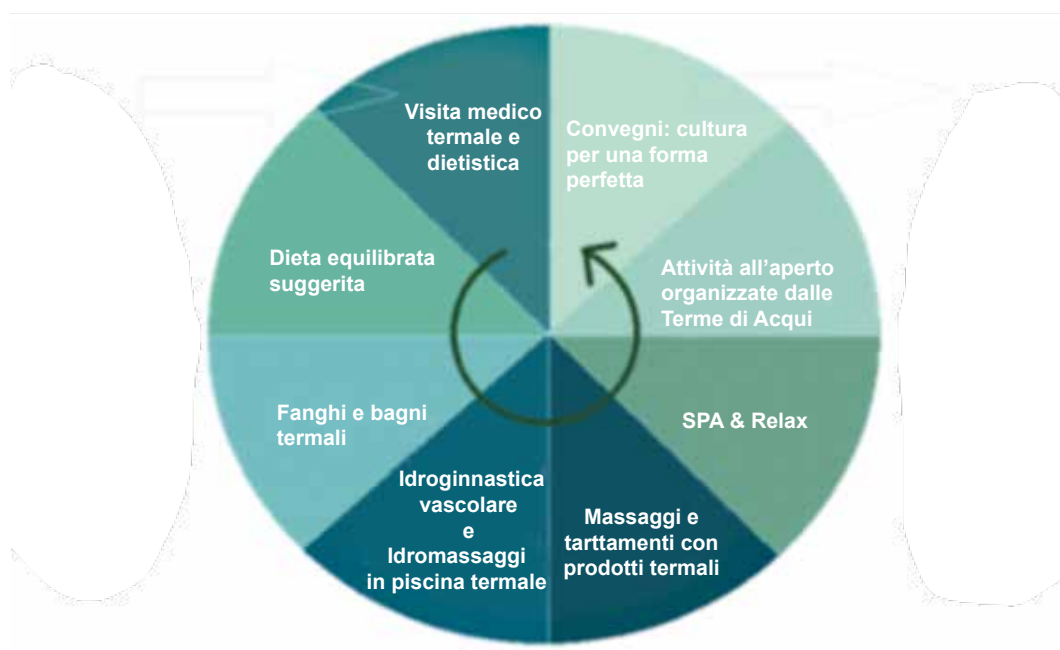 Visita medico
termale e
dietistica
Convegni: cultura
per una forma
perfetta
Dieta equilibrata
suggerita
Attività all’aperto
organizzate dalle
Terme di Acqui
Fanghi e bagni
termali
SPA & Relax
Idroginnastica
vascolare
e
Idromassaggi
in piscina termale
Massaggi e
tarttamenti con
prodotti termali